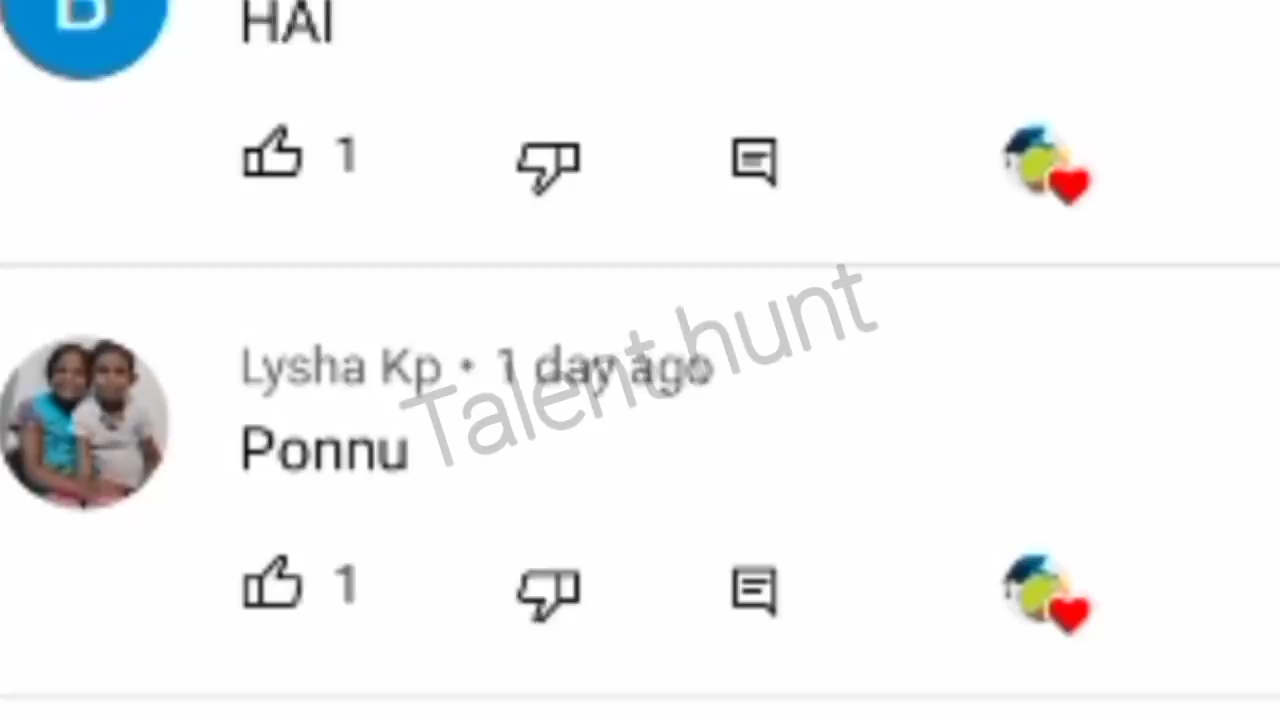 B
HAI
1
Lysha Kp • 1 day ago
Talent hunt
Ponnu
1